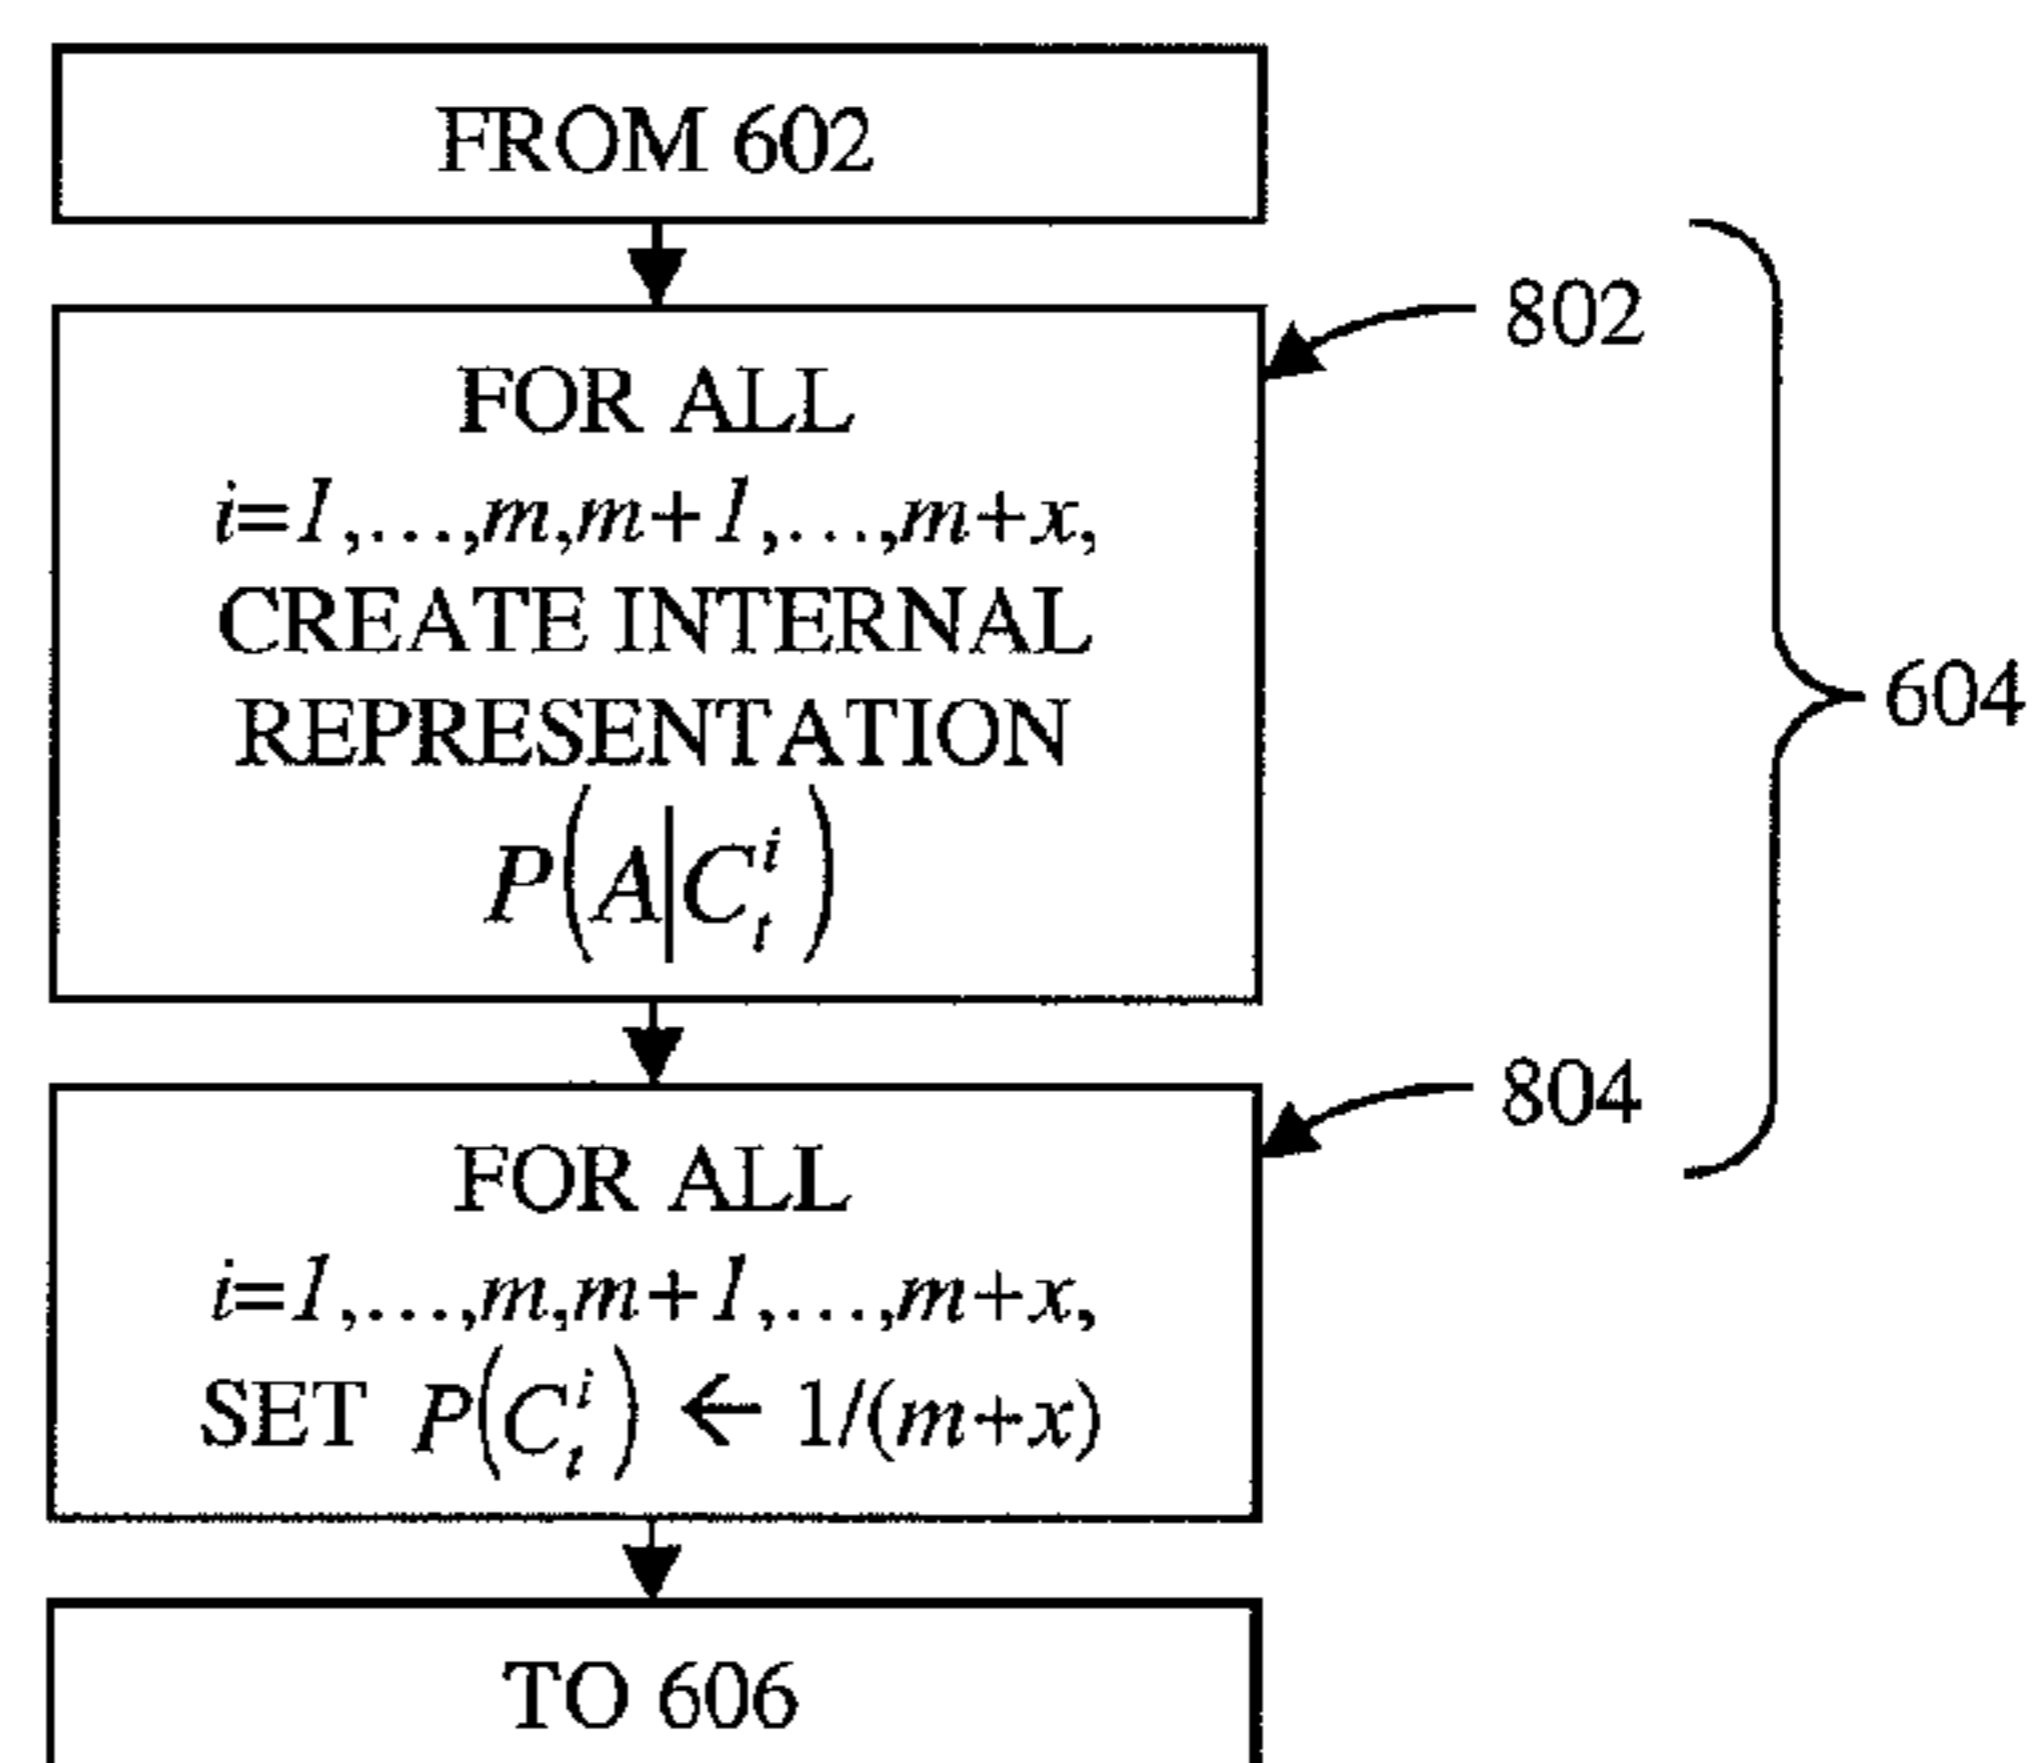 FROM 602
802
FOR ALL
i=1,...,m,m+1,...,m+x,
CREATE INTERNAL
REPRESENTATION
P(A|C_t^i)
604
804
FOR ALL
i=1,...,m,m+1,...,m+x,
SET P(C_t^i) ← 1/(m+x)
TO 606